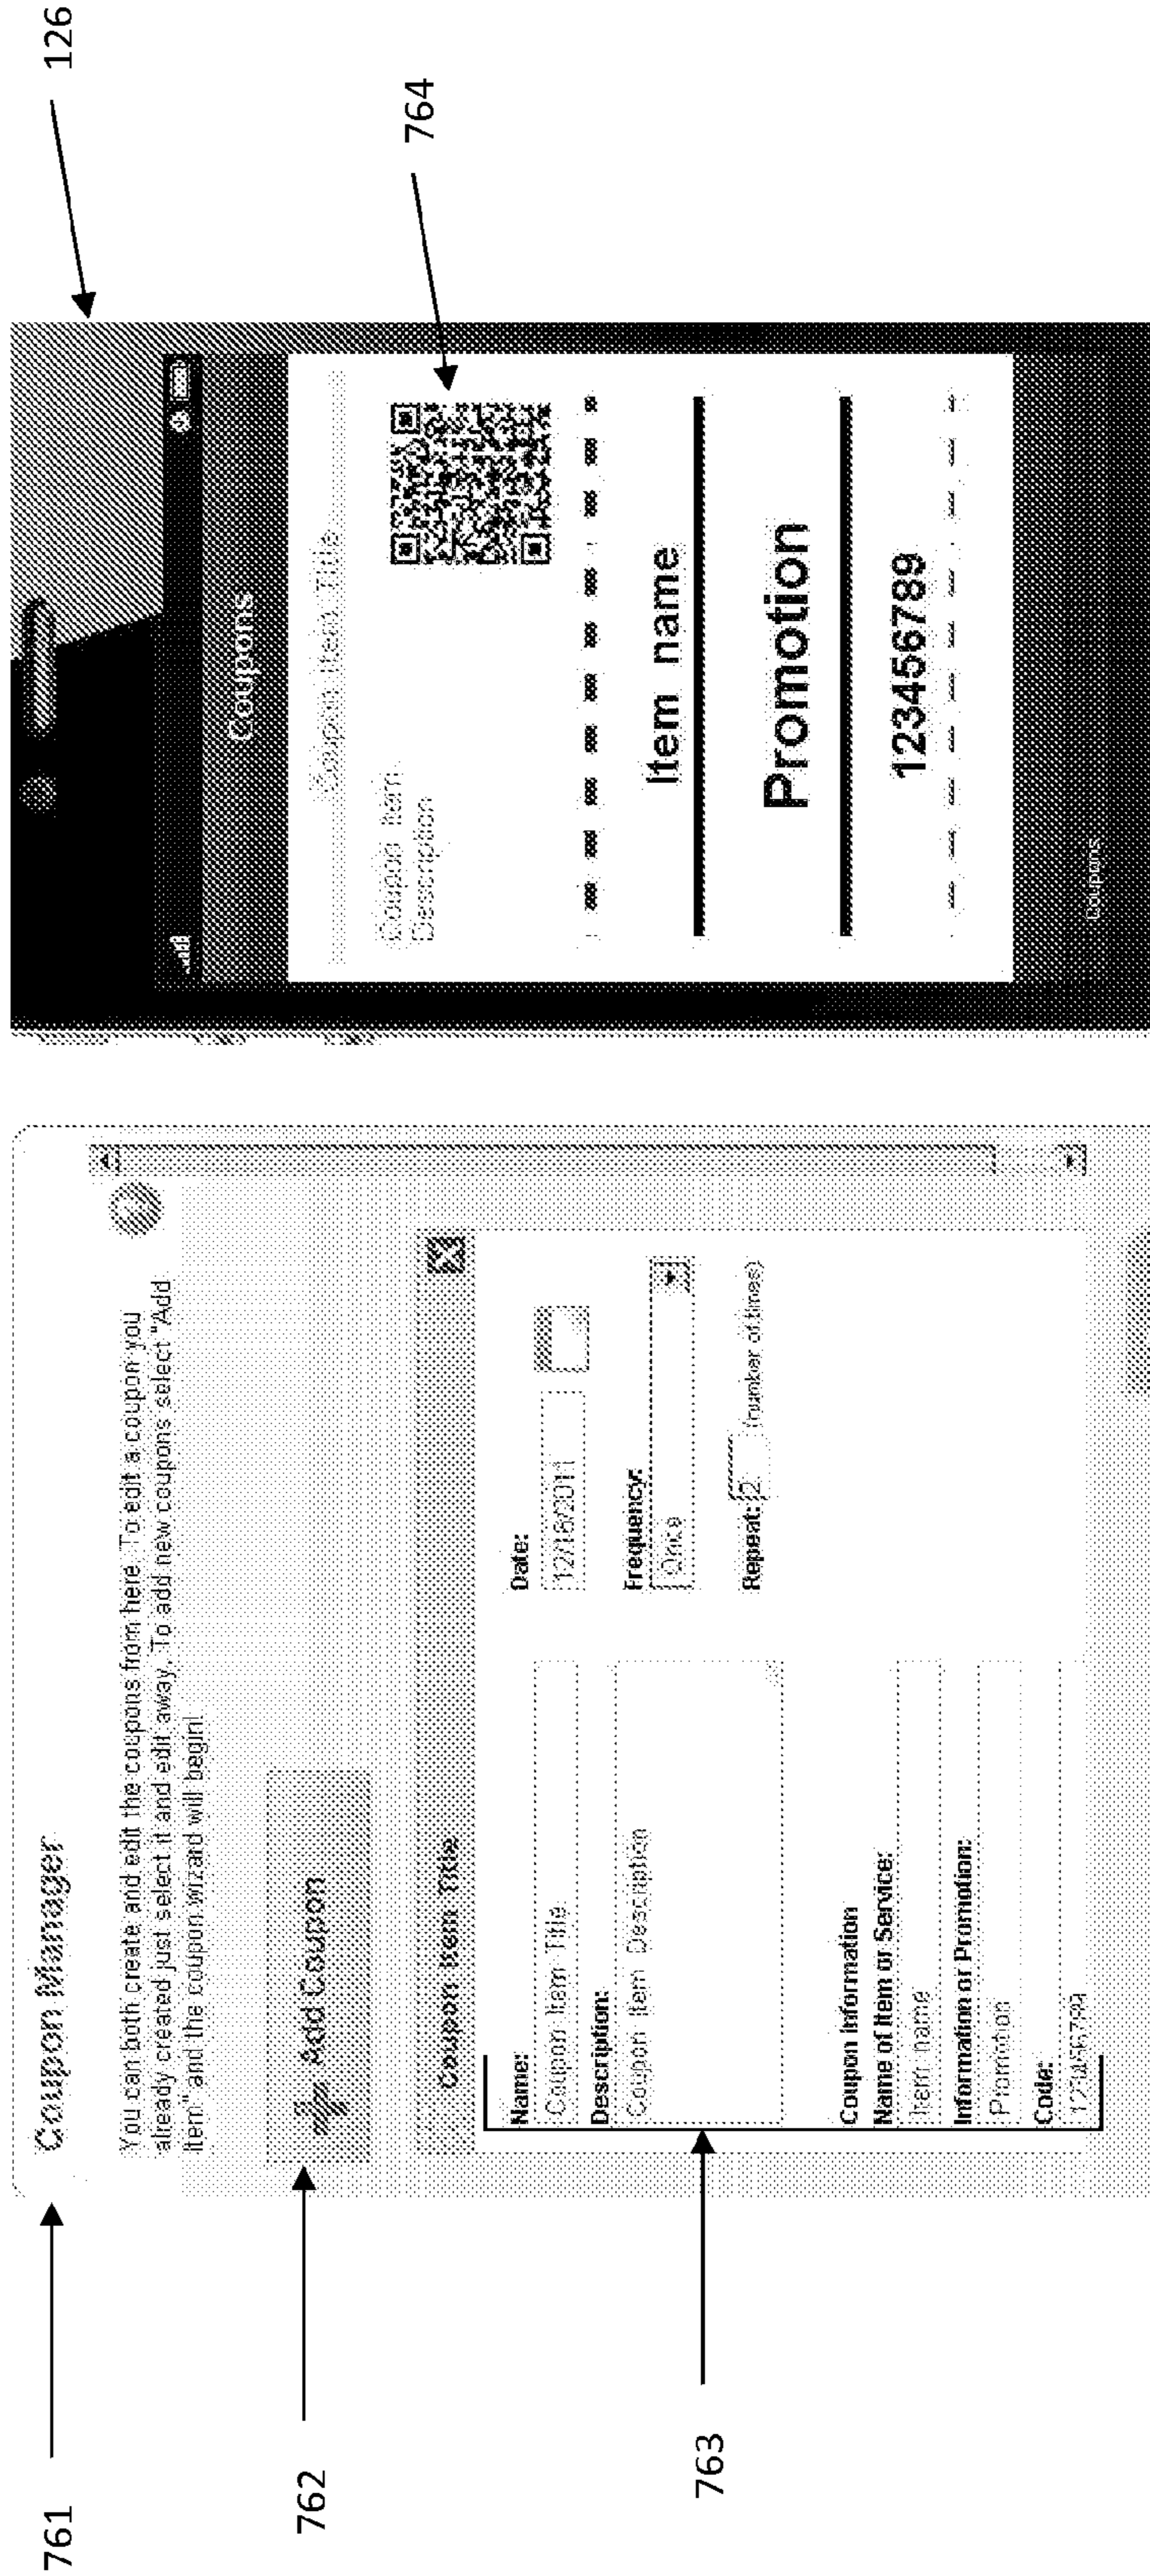 761
Coupon Manager
You can both create and edit the coupons from here. To edit a coupon you
already created just select it and edit away. To add new coupons select "Add
Item" and the coupon wizard will begin!
762
Add Coupon
Coupon Item Title
763
Name:
Coupon Item Title
Description:
Coupon Item Description
Date:
12/16/2011
Frequency:
Once
Repeat: 2 (number of times)
Coupon Information
Name of Item or Service:
Item name
Information or Promotion:
Promotion
Code:
123456789
126
Coupons
Coupon Item Title
Coupon Item
Description
764
Item name
Promotion
123456789
Coupons